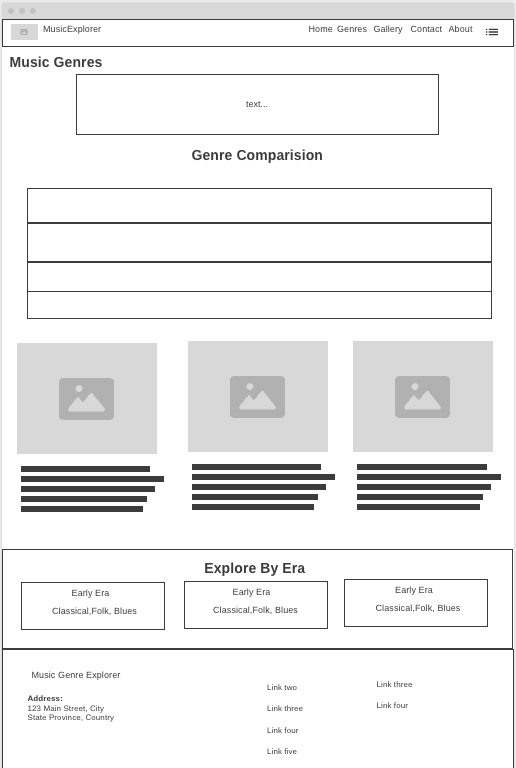 MusicExplorer Home Genres Gallery Contact About
Music Genres
text...
Genre Comparision
Explore By Era
Early Era
Classical,Folk, Blues
Early Era
Classical,Folk, Blues
Early Era
Classical,Folk, Blues
Music Genre Explorer
Address:
123 Main Street, City
State Province, Country
Link two
Link three
Link four
Link five
Link three
Link four